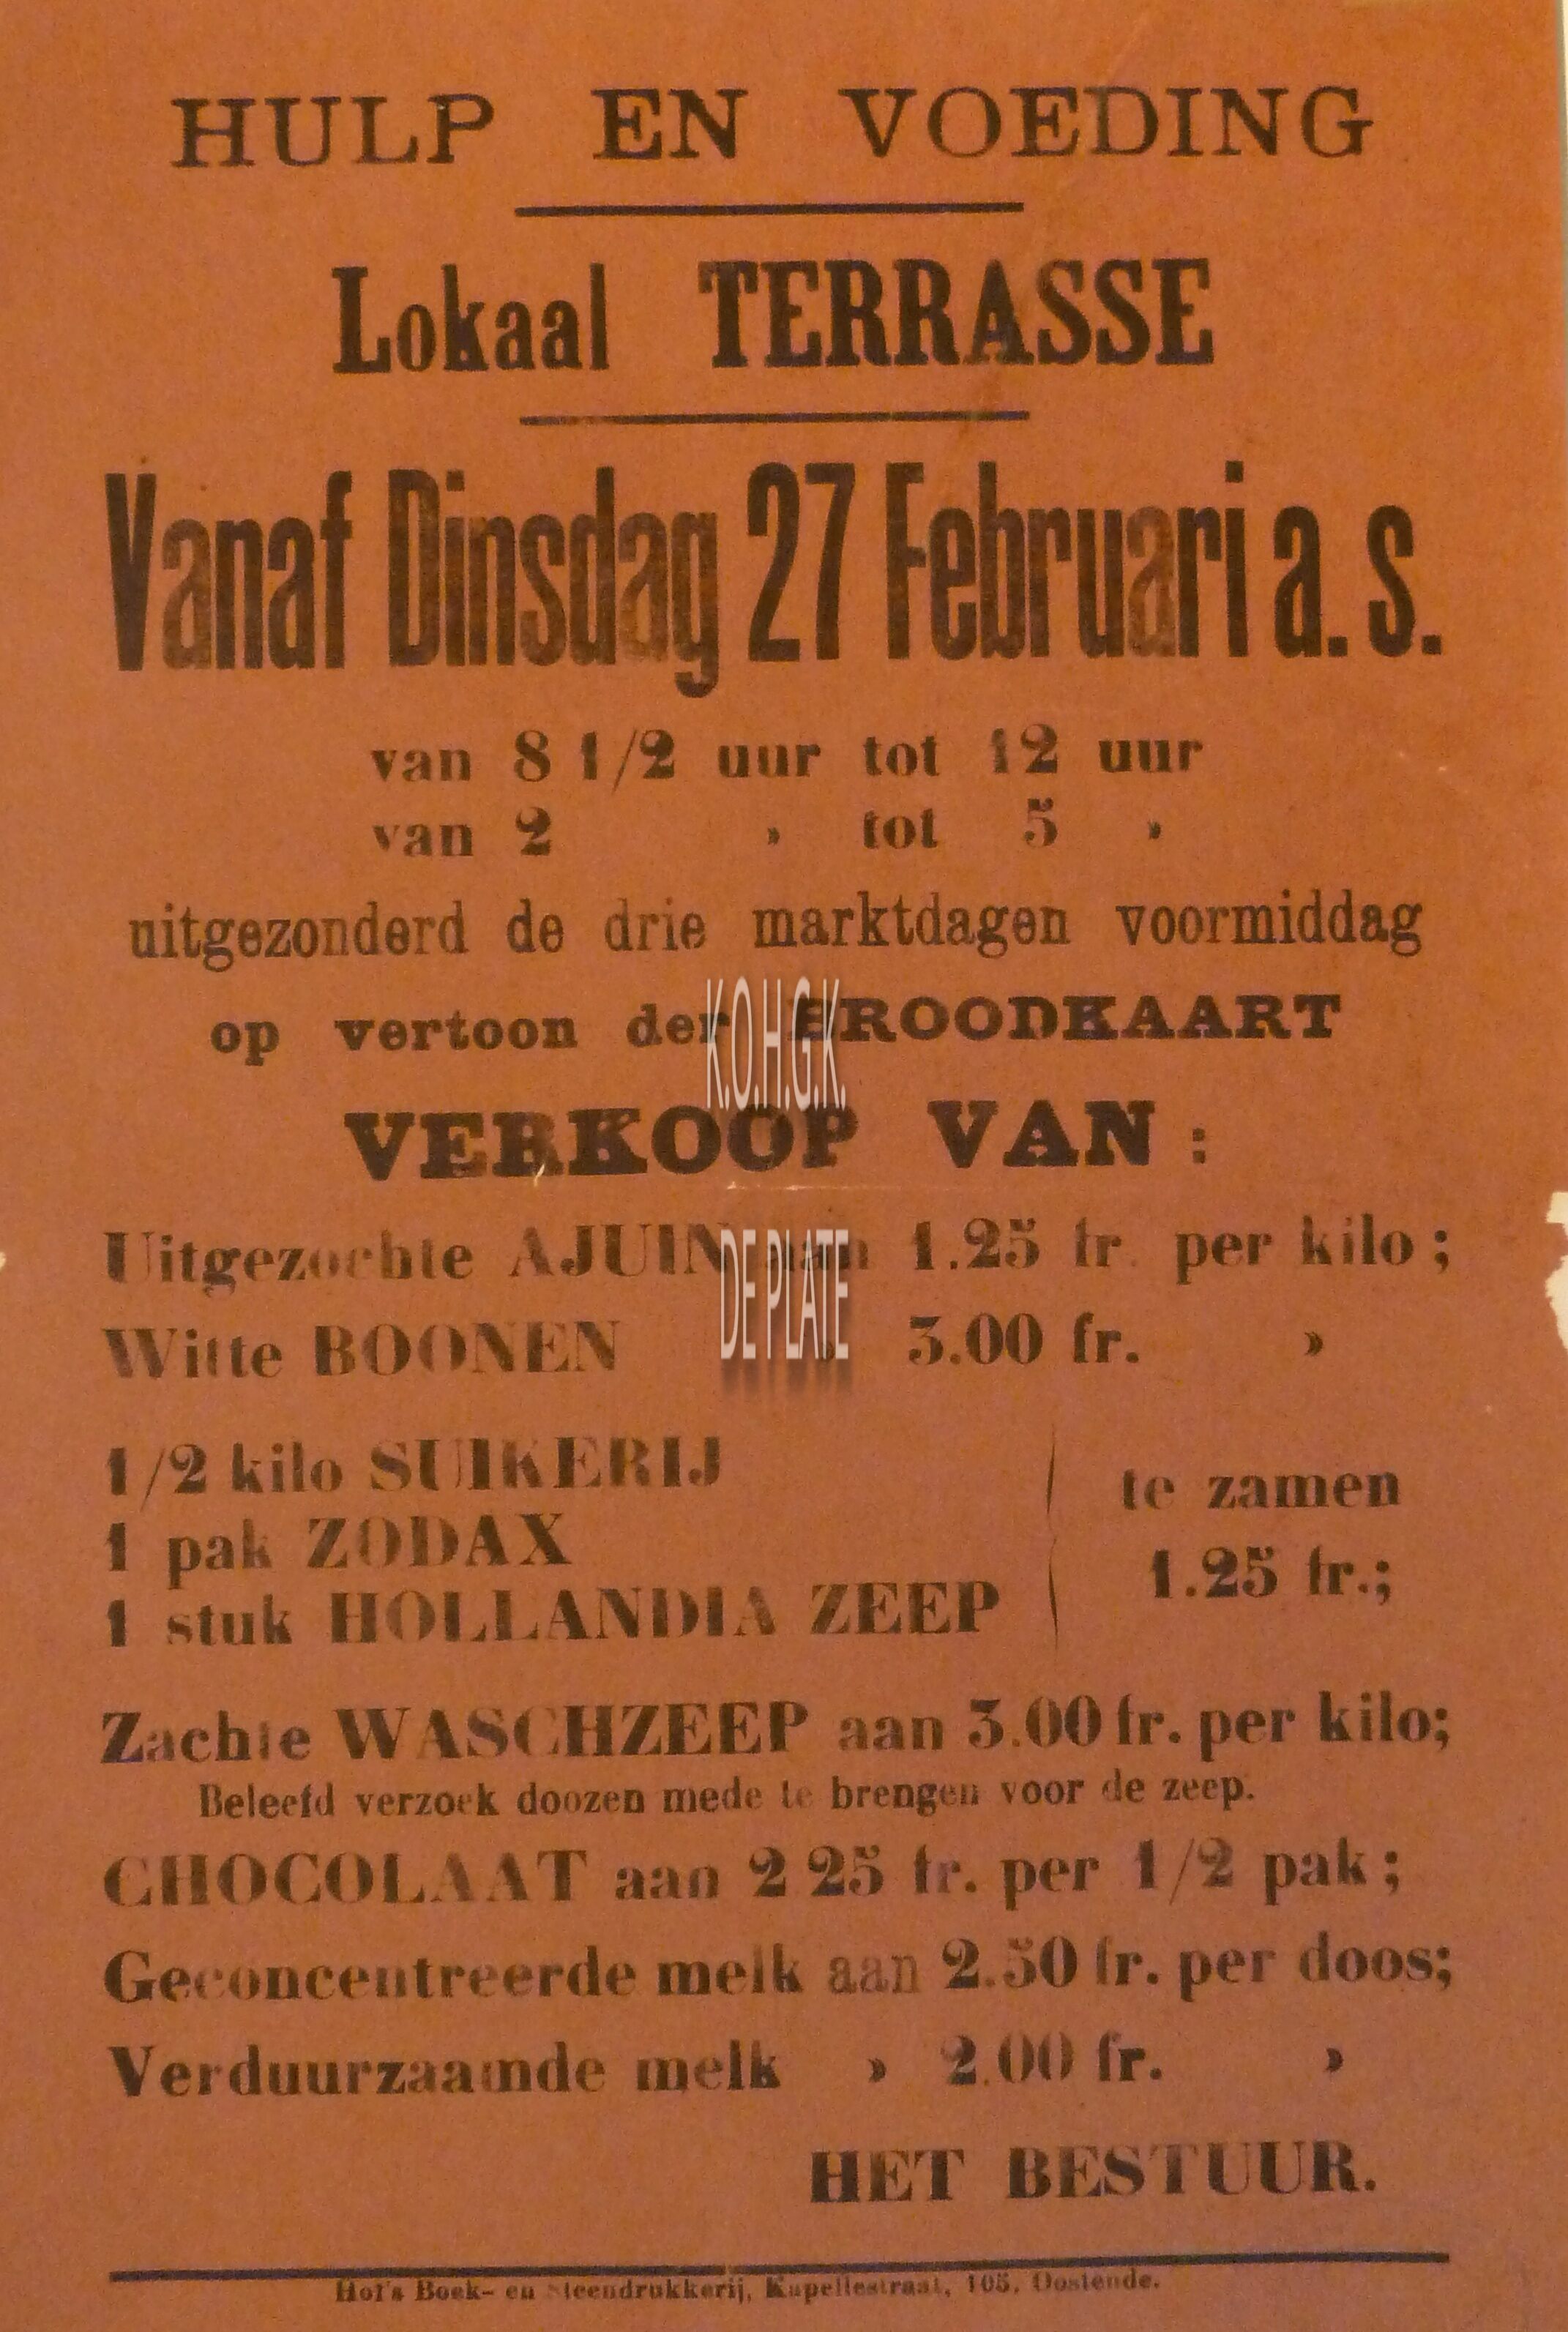 HULP EN VOEDING
Lokaal TERRASSE
Vanaf Dinsdag 27 Februari a. s.
van 8 1/2 uur tot 12 uur
van 2 » tot 5 »
uitgezonderd de drie marktdagen voormiddag
op vertoon der BROODKAART
K.O.H.G.K.
VERKOOP VAN :
Uitgezochte AJUIN aan 1.25 fr. per kilo ;
DE PLATE
Witte BOONEN » 3.00 fr. »
1/2 kilo SUIKERIJ
1 pak ZODAX
1 stuk HOLLANDIA ZEEP
te zamen
1.25 fr.;
Zachte WASCHZEEP aan 3.00 fr. per kilo;
Beleefd verzoek doozen mede te brengen voor de zeep.
CHOCOLAAT aan 2 25 fr. per 1/2 pak ;
Geconcentreerde melk aan 2.50 fr. per doos;
Verduurzaamde melk » 2.00 fr. »
HET BESTUUR.
Hol's Boek- en Steendrukkerij, Kapellestraat, 105, Oostende.